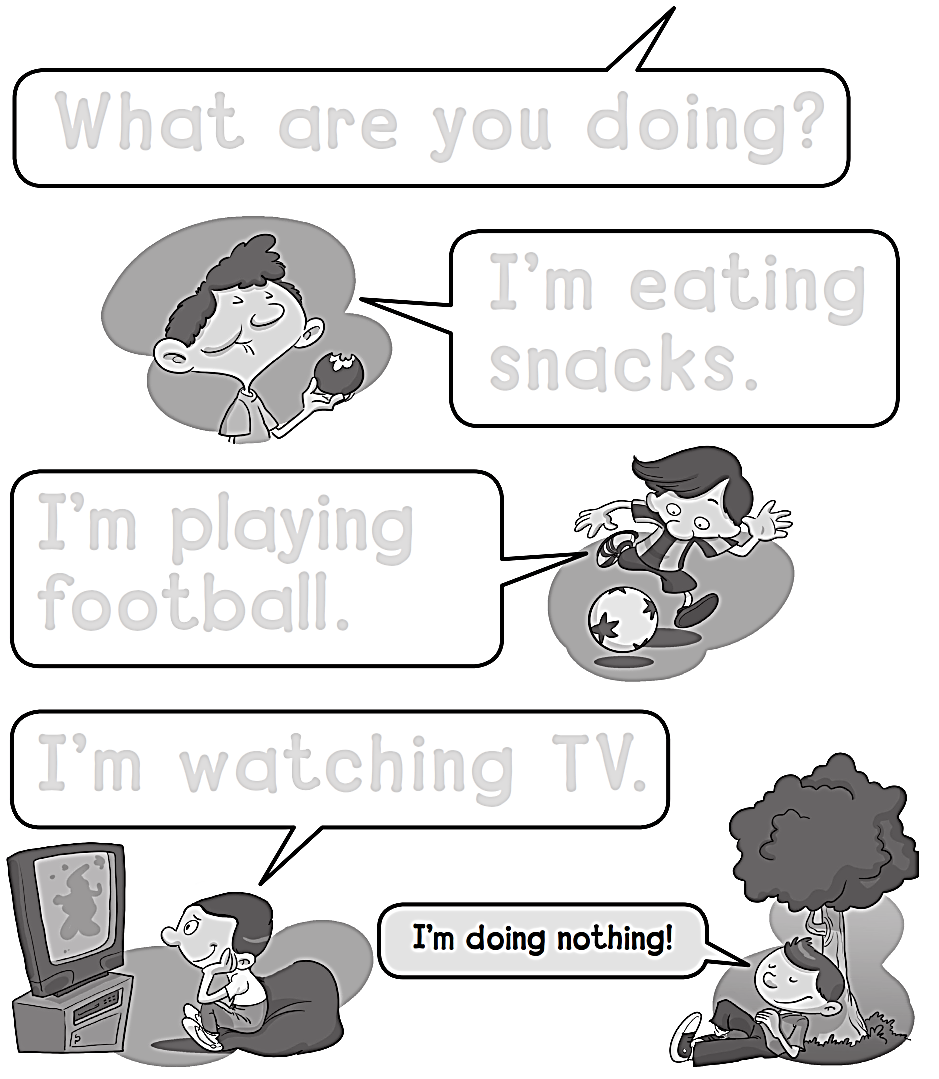 What are you doing?
I'm eating
snacks.
I'm playing
football.
I'm watching TV.
I'm doing nothing!